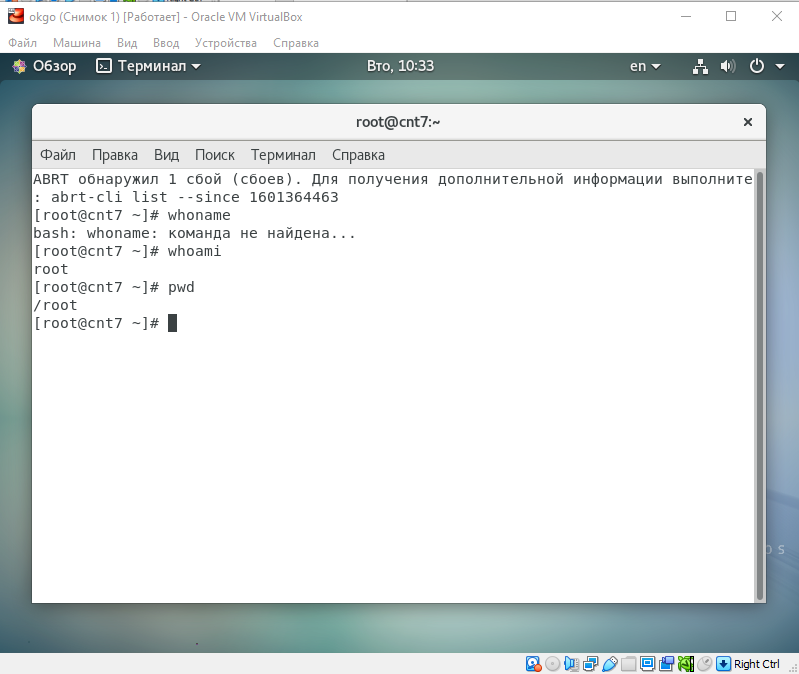 okgo (Снимок 1) [Работает] - Oracle VM VirtualBox
Файл Машина Вид Ввод Устройства Справка
Обзор Терминал Вто, 10:33 en
root@cnt7:~
Файл Правка Вид Поиск Терминал Справка
ABRT обнаружил 1 сбой (сбоев). Для получения дополнительной информации выполните
: abrt-cli list --since 1601364463
[root@cnt7 ~]# whoname
bash: whoname: команда не найдена...
[root@cnt7 ~]# whoami
root
[root@cnt7 ~]# pwd
/root
[root@cnt7 ~]#
Right Ctrl